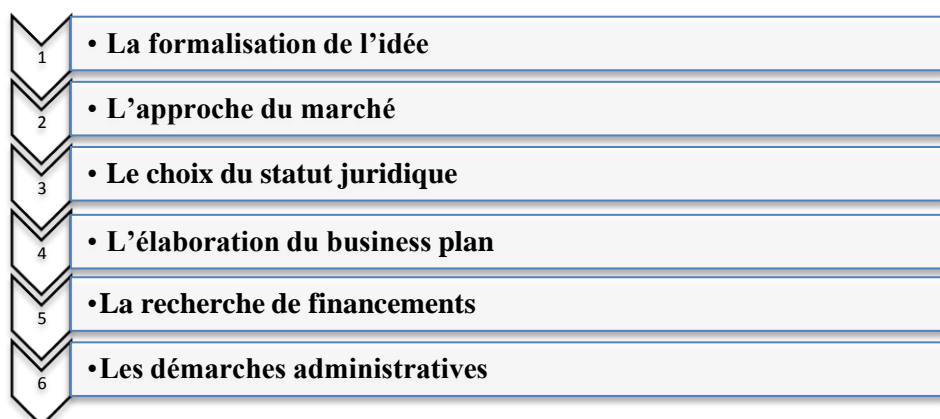 1 • La formalisation de l’idée
2 • L’approche du marché
3 • Le choix du statut juridique
4 • L’élaboration du business plan
5 •La recherche de financements
6 •Les démarches administratives